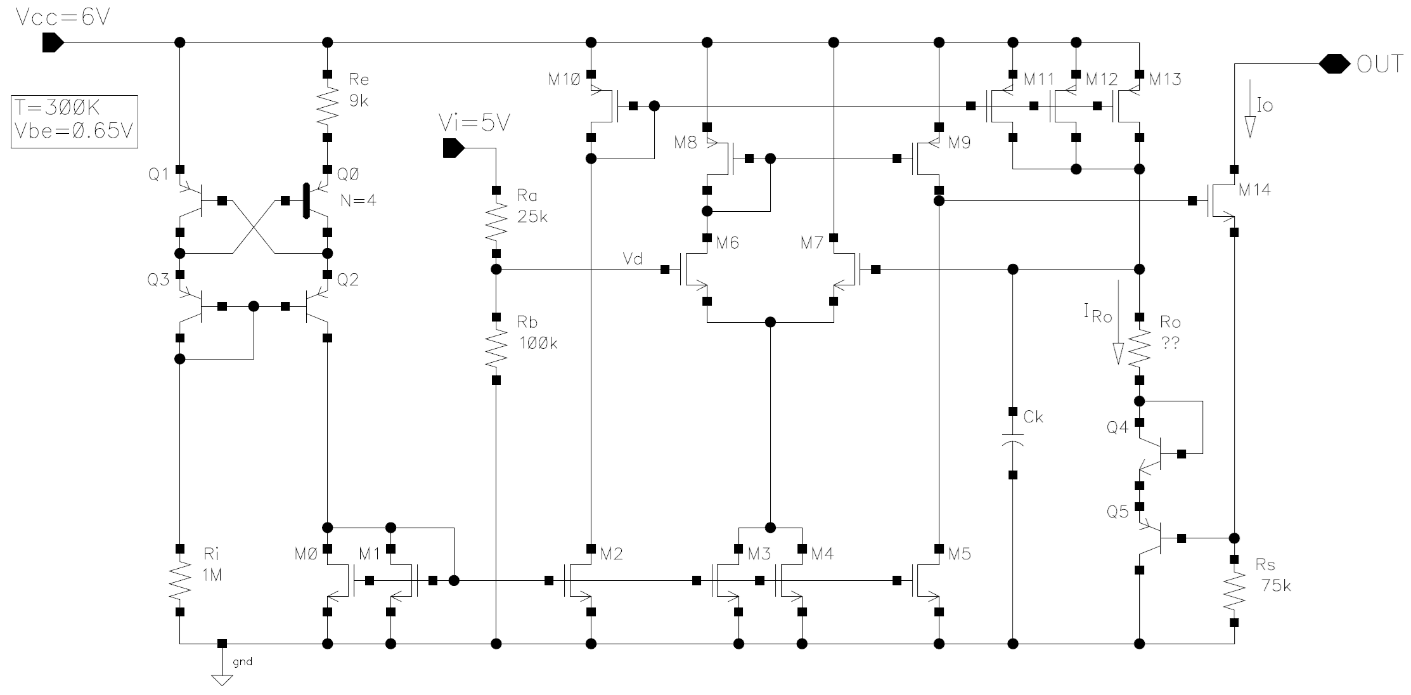 Vcc=6V
Re
9k
M10
M11
M12
M13
OUT
T=300K
Vbe=0.65V
Vi=5V
Io
M8
M9
Q1
Q0
N=4
Ra
25k
M14
M6
M7
Vd
Q3
Q2
Rb
100k
IRo
Ro
??
Ck
Q4
Q5
Ri
1M
M0
M1
M2
M3
M4
M5
Rs
75k
gnd